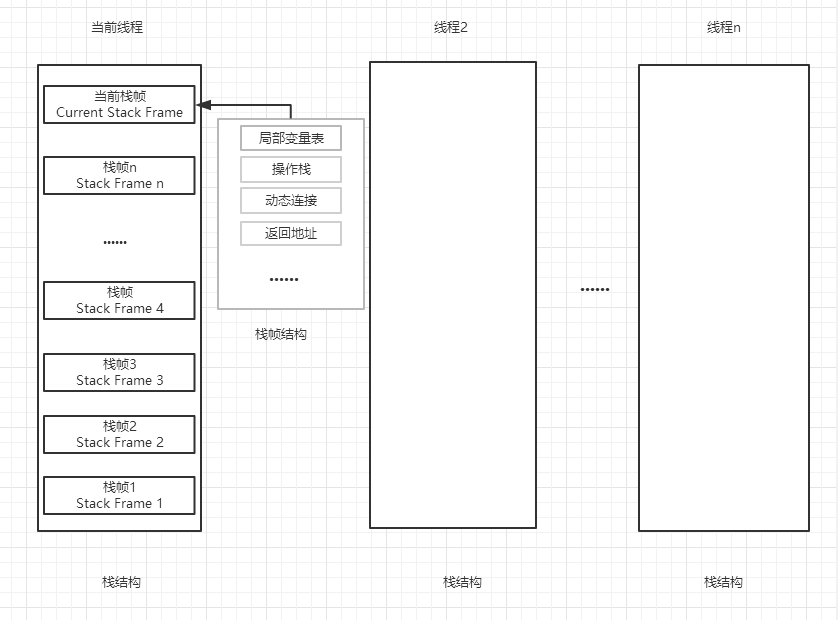 当前线程
线程2
线程n
当前栈帧
Current Stack Frame
栈帧n
Stack Frame n
......
栈帧
Stack Frame 4
栈帧3
Stack Frame 3
栈帧2
Stack Frame 2
栈帧1
Stack Frame 1
局部变量表
操作栈
动态连接
返回地址
......
栈帧结构
......
栈结构
栈结构
栈结构